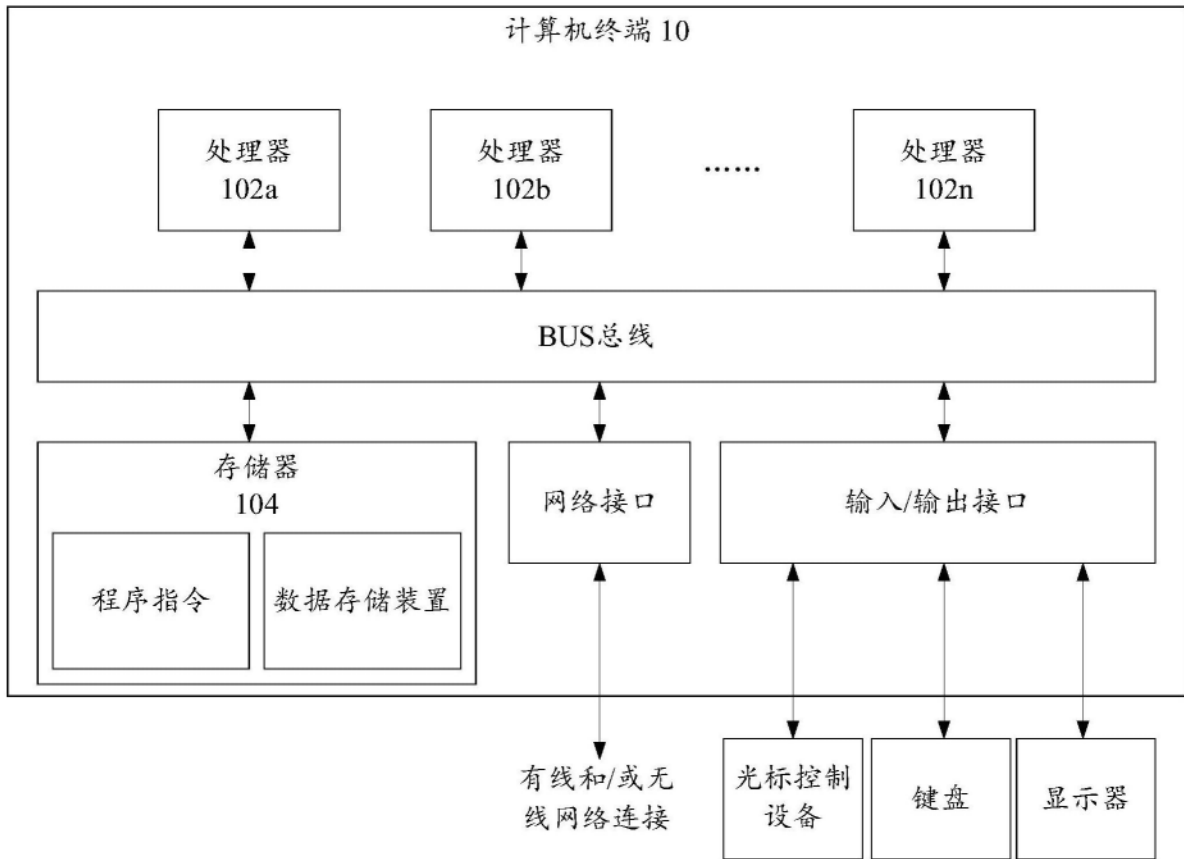 计算机终端 10
处理器
102a
处理器
102b
……
处理器
102n
BUS总线
存储器
104
程序指令
数据存储装置
网络接口
输入/输出接口
有线和/或无
线网络连接
光标控制
设备
键盘
显示器